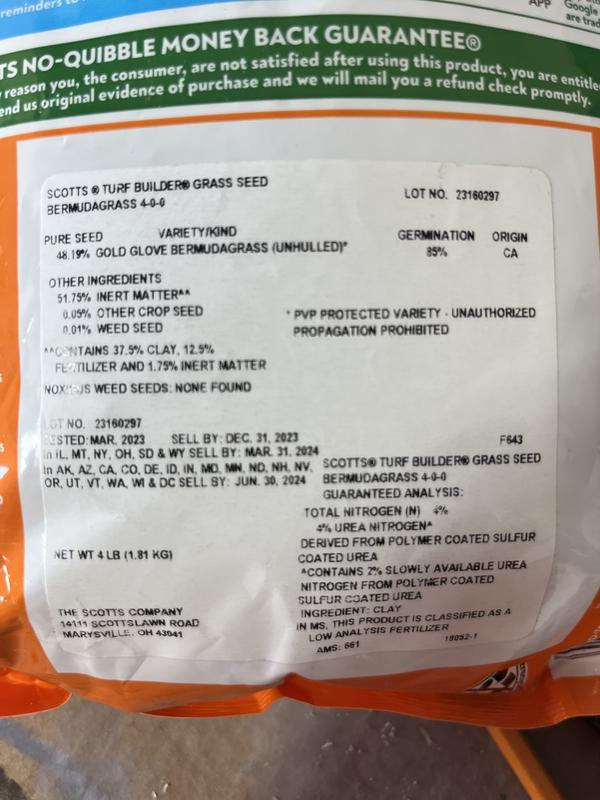 reminders to
APP
Google
are trad
TS NO-QUIBBLE MONEY BACK GUARANTEE®
reason you, the consumer, are not satisfied after using this product, you are entitle
end us original evidence of purchase and we will mail you a refund check promptly.
SCOTTS ® TURF BUILDER® GRASS SEED
BERMUDAGRASS 4-0-0
LOT NO. 23160297
PURE SEED VARIETY/KIND GERMINATION ORIGIN
48.19% GOLD GLOVE BERMUDAGRASS (UNHULLED)* 85% CA
OTHER INGREDIENTS
51.75% INERT MATTER^^
0.05% OTHER CROP SEED
0.01% WEED SEED
* PVP PROTECTED VARIETY - UNAUTHORIZED
PROPAGATION PROHIBITED
^^CONTAINS 37.5% CLAY, 12.5%
FERTILIZER AND 1.75% INERT MATTER
NOXIOUS WEED SEEDS: NONE FOUND
LOT NO. 23160297
TESTED: MAR. 2023 SELL BY: DEC. 31, 2023
In IL, MT, NY, OH, SD & WY SELL BY: MAR. 31, 2024
In AK, AZ, CA, CO, DE, ID, IN, MD, MN, ND, NH, NV,
OR, UT, VT, WA, WI & DC SELL BY: JUN. 30, 2024
NET WT 4 LB (1.81 KG)
THE SCOTTS COMPANY
14111 SCOTTSLAWN ROAD
MARYSVILLE, OH 43041
F643
SCOTTS® TURF BUILDER® GRASS SEED
BERMUDAGRASS 4-0-0
GUARANTEED ANALYSIS:
TOTAL NITROGEN (N) 4%
4% UREA NITROGEN^
DERIVED FROM POLYMER COATED SULFUR
COATED UREA
^CONTAINS 2% SLOWLY AVAILABLE UREA
NITROGEN FROM POLYMER COATED
SULFUR COATED UREA
INGREDIENT: CLAY
IN MS, THIS PRODUCT IS CLASSIFIED AS A
LOW ANALYSIS FERTILIZER
18052-1
AMS: 661